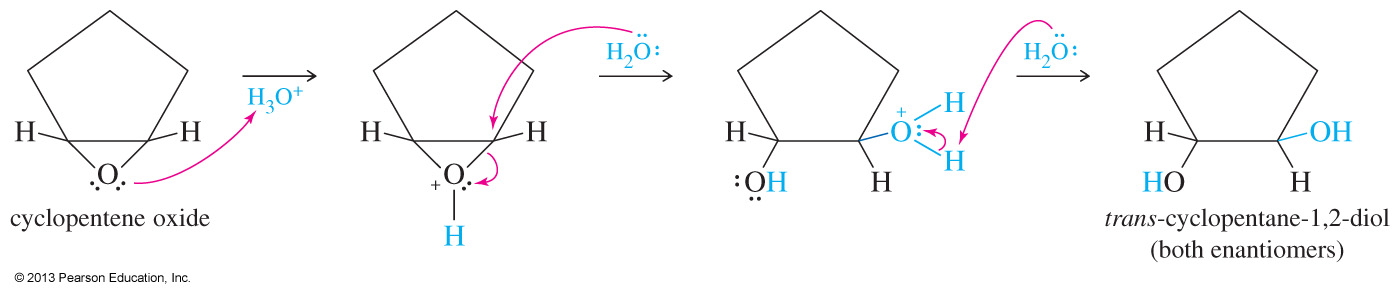 H H O
cyclopentene oxide
H₃O⁺
H H + O H
H₂O:
H :OH H + O: H H
H₂O:
H HO OH H
trans-cyclopentane-1,2-diol
(both enantiomers)
© 2013 Pearson Education, Inc.